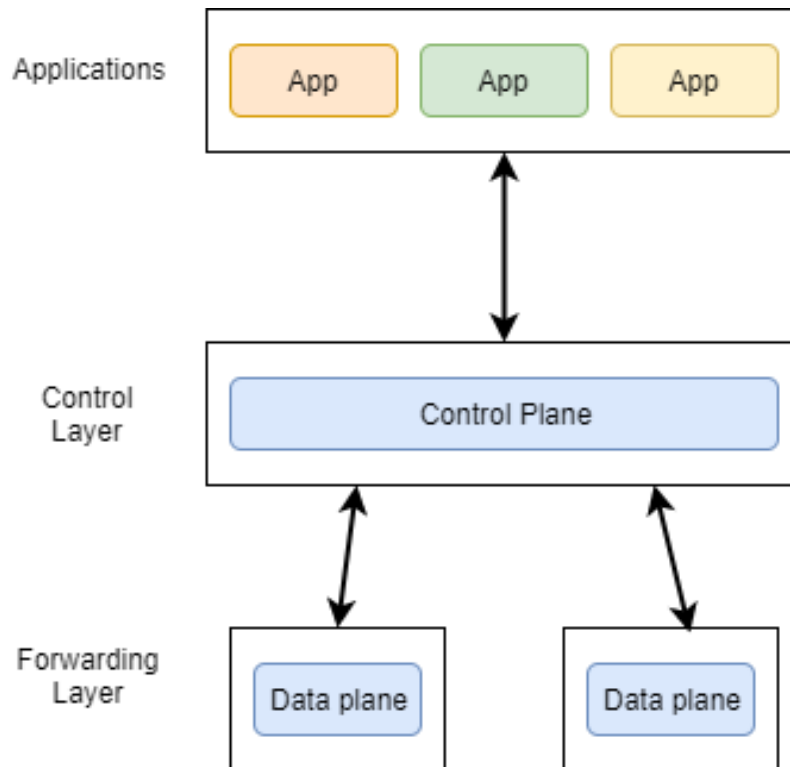 Applications
App
App
App
Control
Layer
Control Plane
Forwarding
Layer
Data plane
Data plane